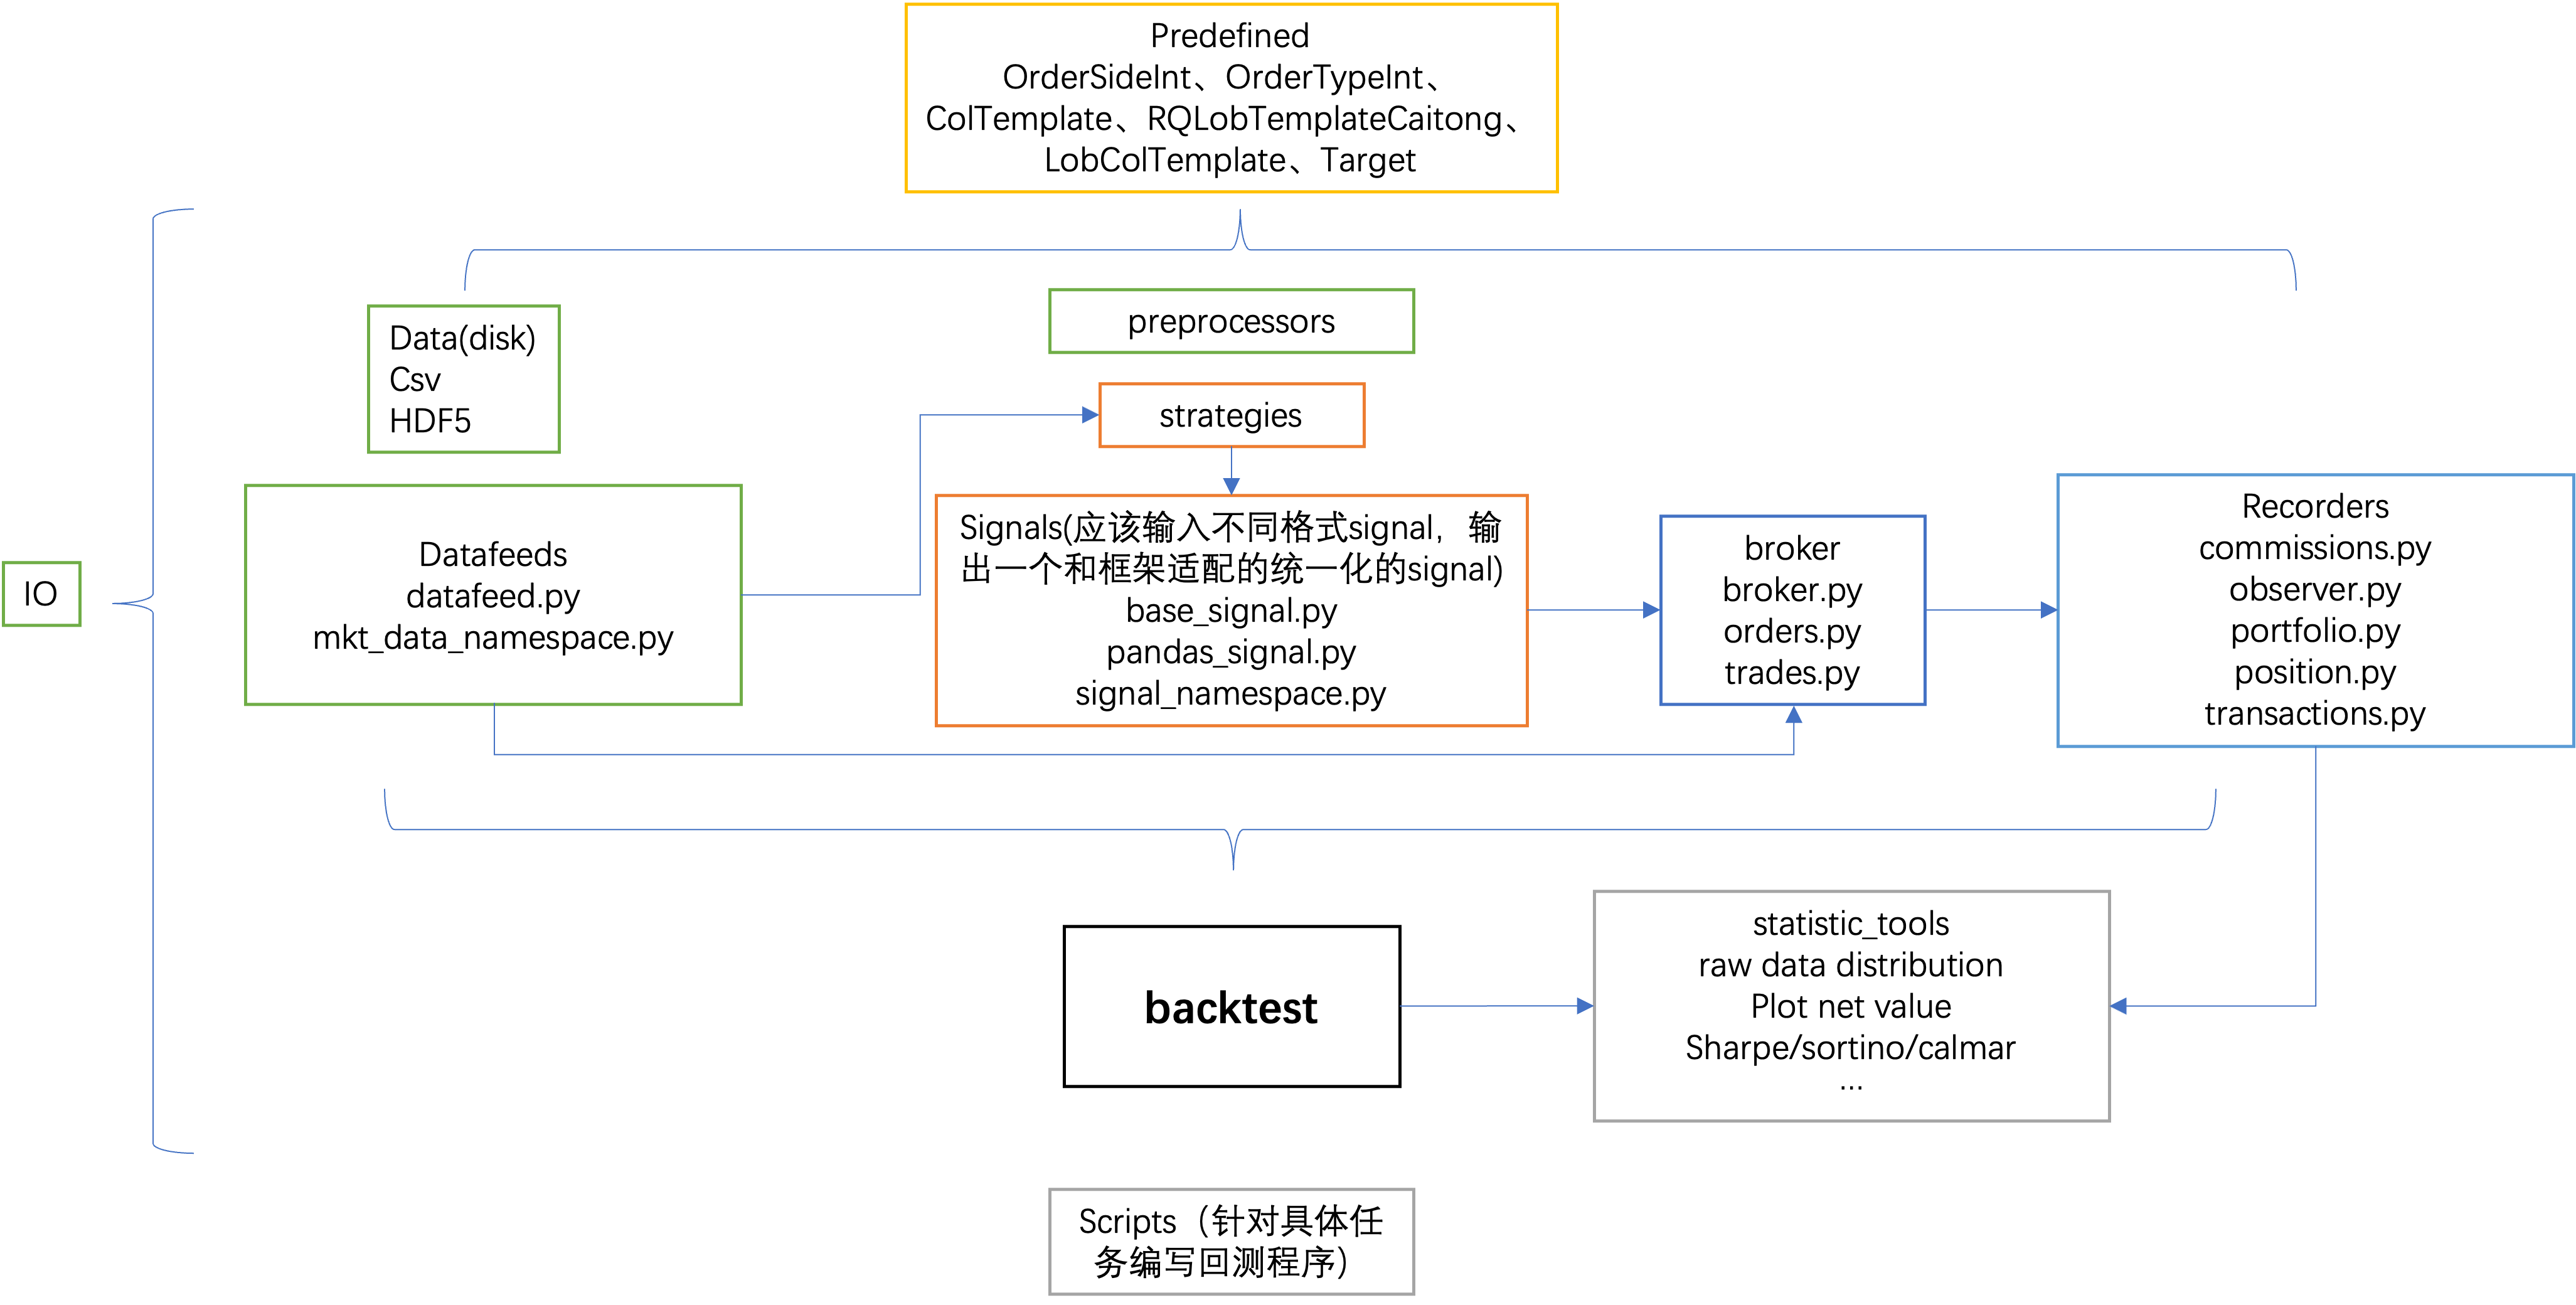 Predefined
OrderSideInt、OrderTypeInt、
ColTemplate、RQLobTemplateCaitong、
LobColTemplate、Target
Data(disk)
Csv
HDF5
preprocessors
strategies
IO
Datafeeds
datafeed.py
mkt_data_namespace.py
Signals(应该输入不同格式signal，输
出一个和框架适配的统一化的signal)
base_signal.py
pandas_signal.py
signal_namespace.py
broker
broker.py
orders.py
trades.py
Recorders
commissions.py
observer.py
portfolio.py
position.py
transactions.py
backtest
statistic_tools
raw data distribution
Plot net value
Sharpe/sortino/calmar
...
Scripts（针对具体任
务编写回测程序）